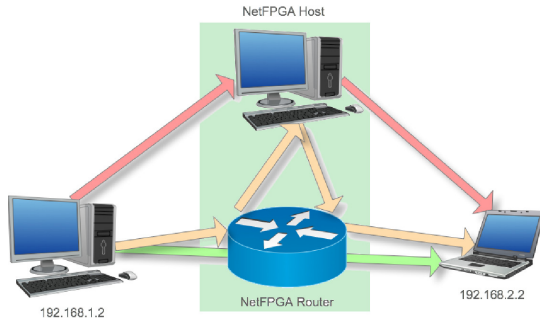 NetFPGA Host
NetFPGA Router
192.168.1.2
192.168.2.2